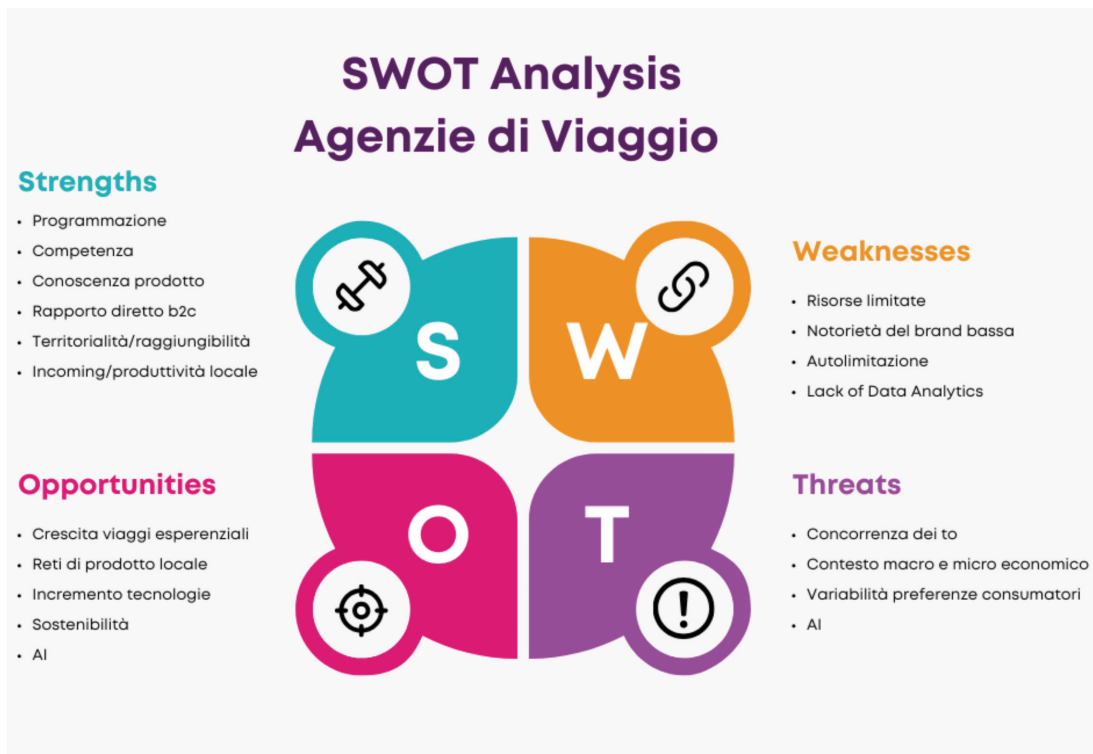 SWOT Analysis
Agenzie di Viaggio
Strengths
• Programmazione
• Competenza
• Conoscenza prodotto
• Rapporto diretto b2c
• Territorialità/raggiungibilità
• Incoming/produttività locale
S
W
Weaknesses
• Risorse limitate
• Notorietà del brand bassa
• Autolimitazione
• Lack of Data Analytics
Opportunities
• Crescita viaggi esperenziali
• Reti di prodotto locale
• Incremento tecnologie
• Sostenibilità
• AI
O
T
Threats
• Concorrenza dei to
• Contesto macro e micro economico
• Variabilità preferenze consumatori
• AI